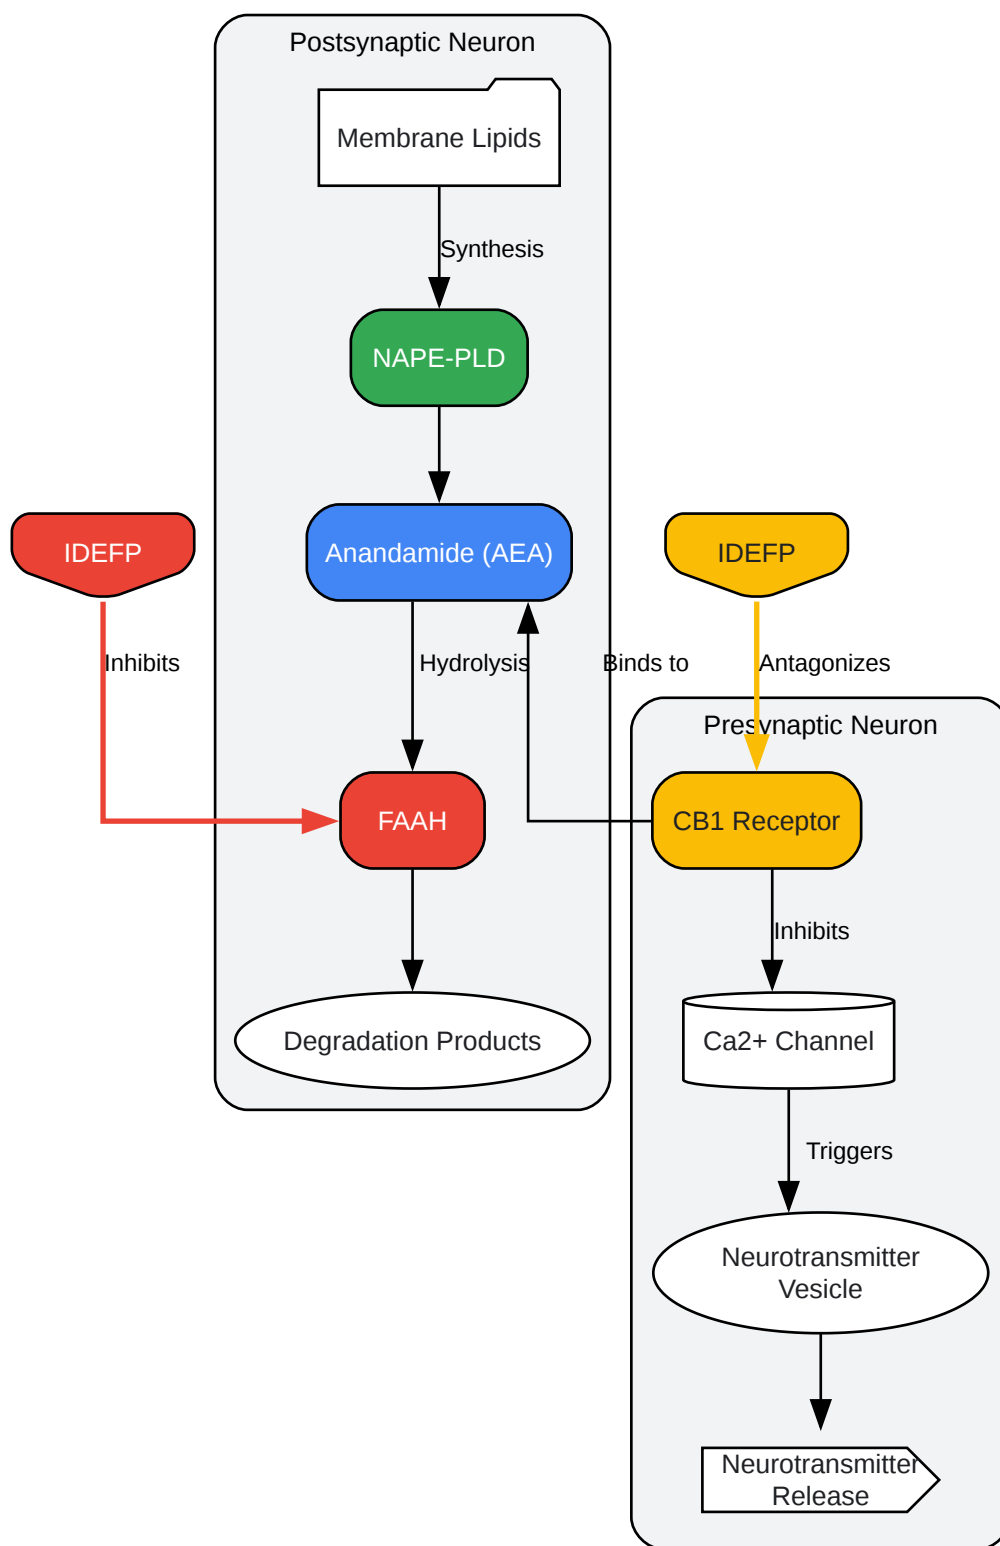 Postsynaptic Neuron
Membrane Lipids
Synthesis
NAPE-PLD
IDEFP
Anandamide (AEA)
IDEFP
Inhibits
Hydrolysis
Binds to
Antagonizes
Presynaptic Neuron
FAAH
CB1 Receptor
Inhibits
Degradation Products
Ca2+ Channel
Triggers
Neurotransmitter
Vesicle
Neurotransmitter
Release